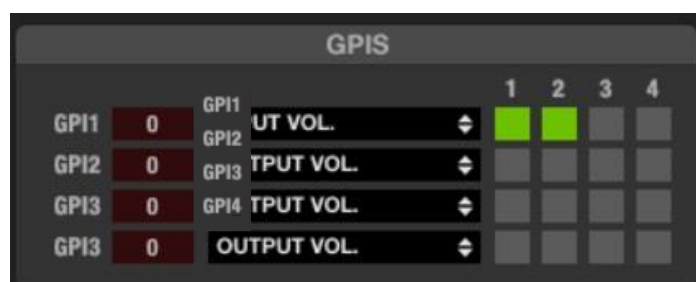 GPIS
1 2 3 4
GPI1 0 GPI1 PUT VOL.
GPI2 0 GPI2 TPUT VOL.
GPI3 0 GPI3 TPUT VOL.
GPI3 0 GPI4 OUTPUT VOL.